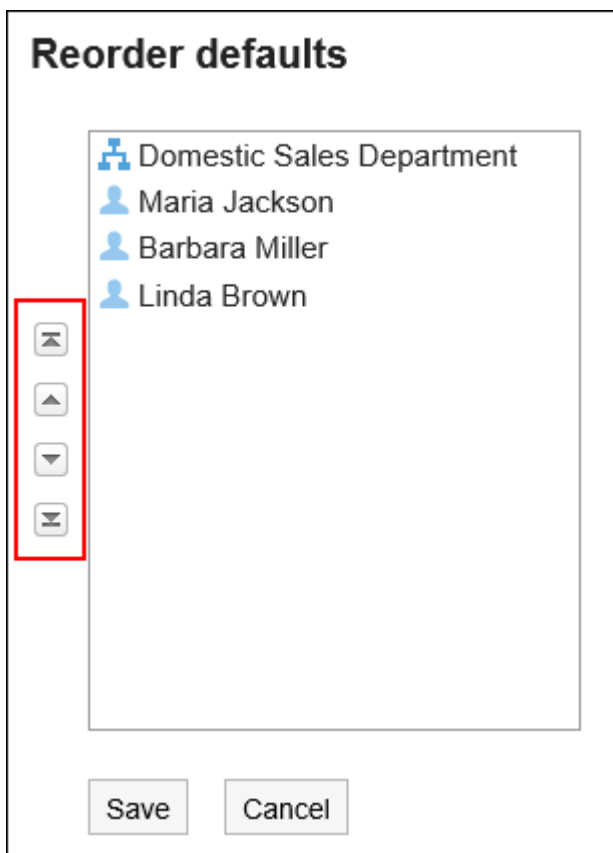 Reorder defaults
Domestic Sales Department
Maria Jackson
Barbara Miller
Linda Brown
Save Cancel